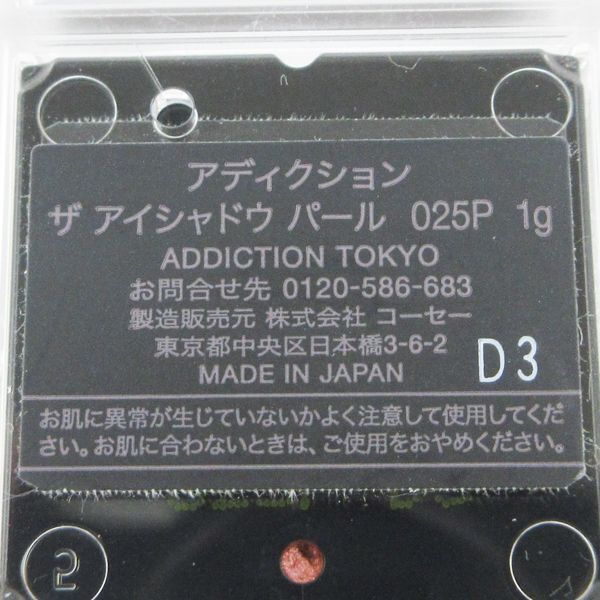 アディクション
ザ アイシャドウ パール 025P 1g
ADDICTION TOKYO
お問合せ先 0120-586-683
製造販売元 株式会社 コーセー
東京都中央区日本橋3-6-2
MADE IN JAPAN
D3
お肌に異常が生じていないかよく注意して使用してくだ
さい。お肌に合わないときは、ご使用をおやめください。
2